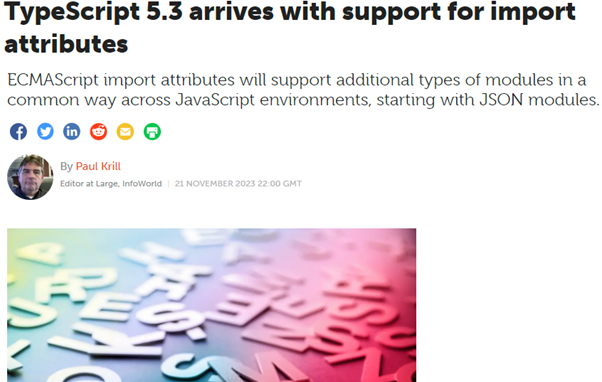 TypeScript 5.3 arrives with support for import
attributes
ECMAScript import attributes will support additional types of modules in a
common way across JavaScript environments, starting with JSON modules.
By Paul Krill
Editor at Large, InfoWorld | 21 NOVEMBER 2023 22:00 GMT